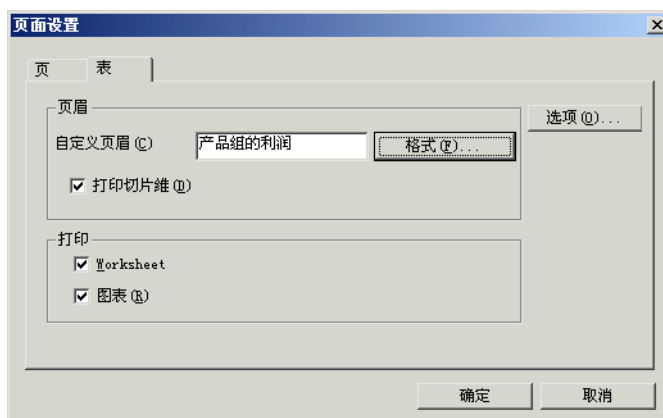 页面设置
页 表
页眉
选项(O)...
自定义页眉(C) 产品组的利润 格式(F)...
打印切片维(D)
打印
Worksheet
图表(R)
确定 取消